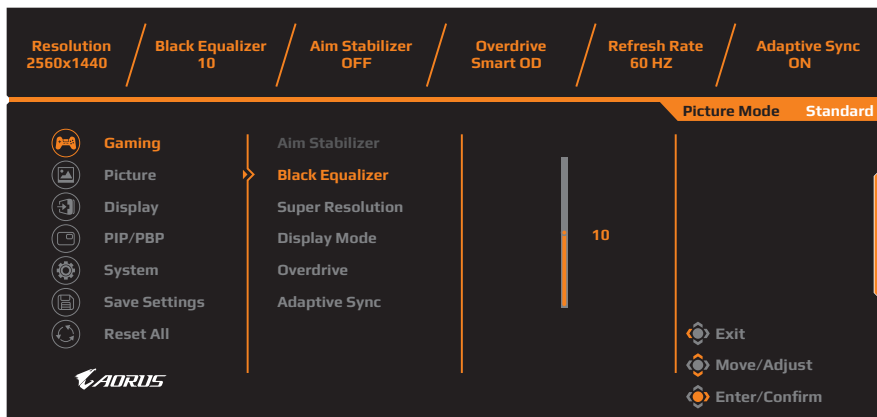 Resolution 2560x1440
Black Equalizer 10
Aim Stabilizer OFF
Overdrive Smart OD
Refresh Rate 60 HZ
Adaptive Sync ON
Picture Mode Standard
Gaming
Picture
Display
PIP/PBP
System
Save Settings
Reset All
Aim Stabilizer
Black Equalizer
Super Resolution
Display Mode
Overdrive
Adaptive Sync
10
Exit
Move/Adjust
Enter/Confirm
AORUS